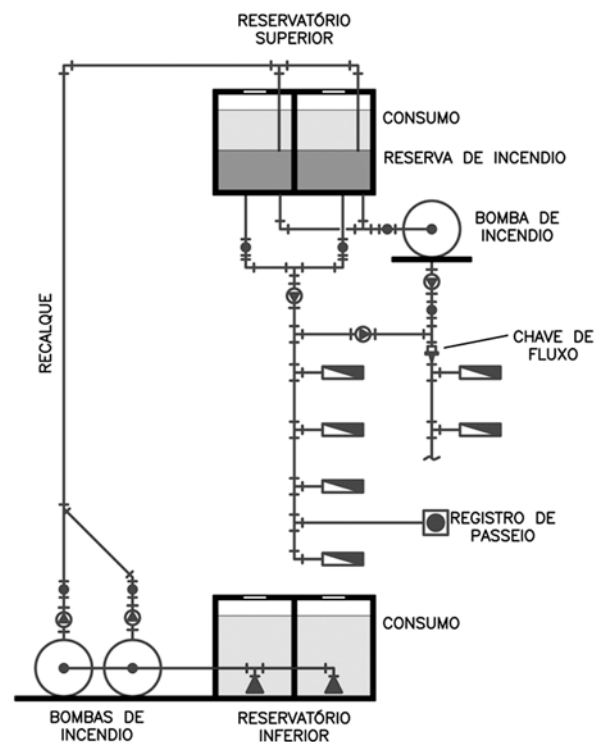 RESERVATÓRIO
SUPERIOR
CONSUMO
RESERVA DE INCENDIO
BOMBA DE
INCENDIO
CHAVE DE
FLUXO
RECALQUE
REGISTRO DE
PASSEIO
CONSUMO
BOMBAS DE
INCENDIO
RESERVATÓRIO
INFERIOR